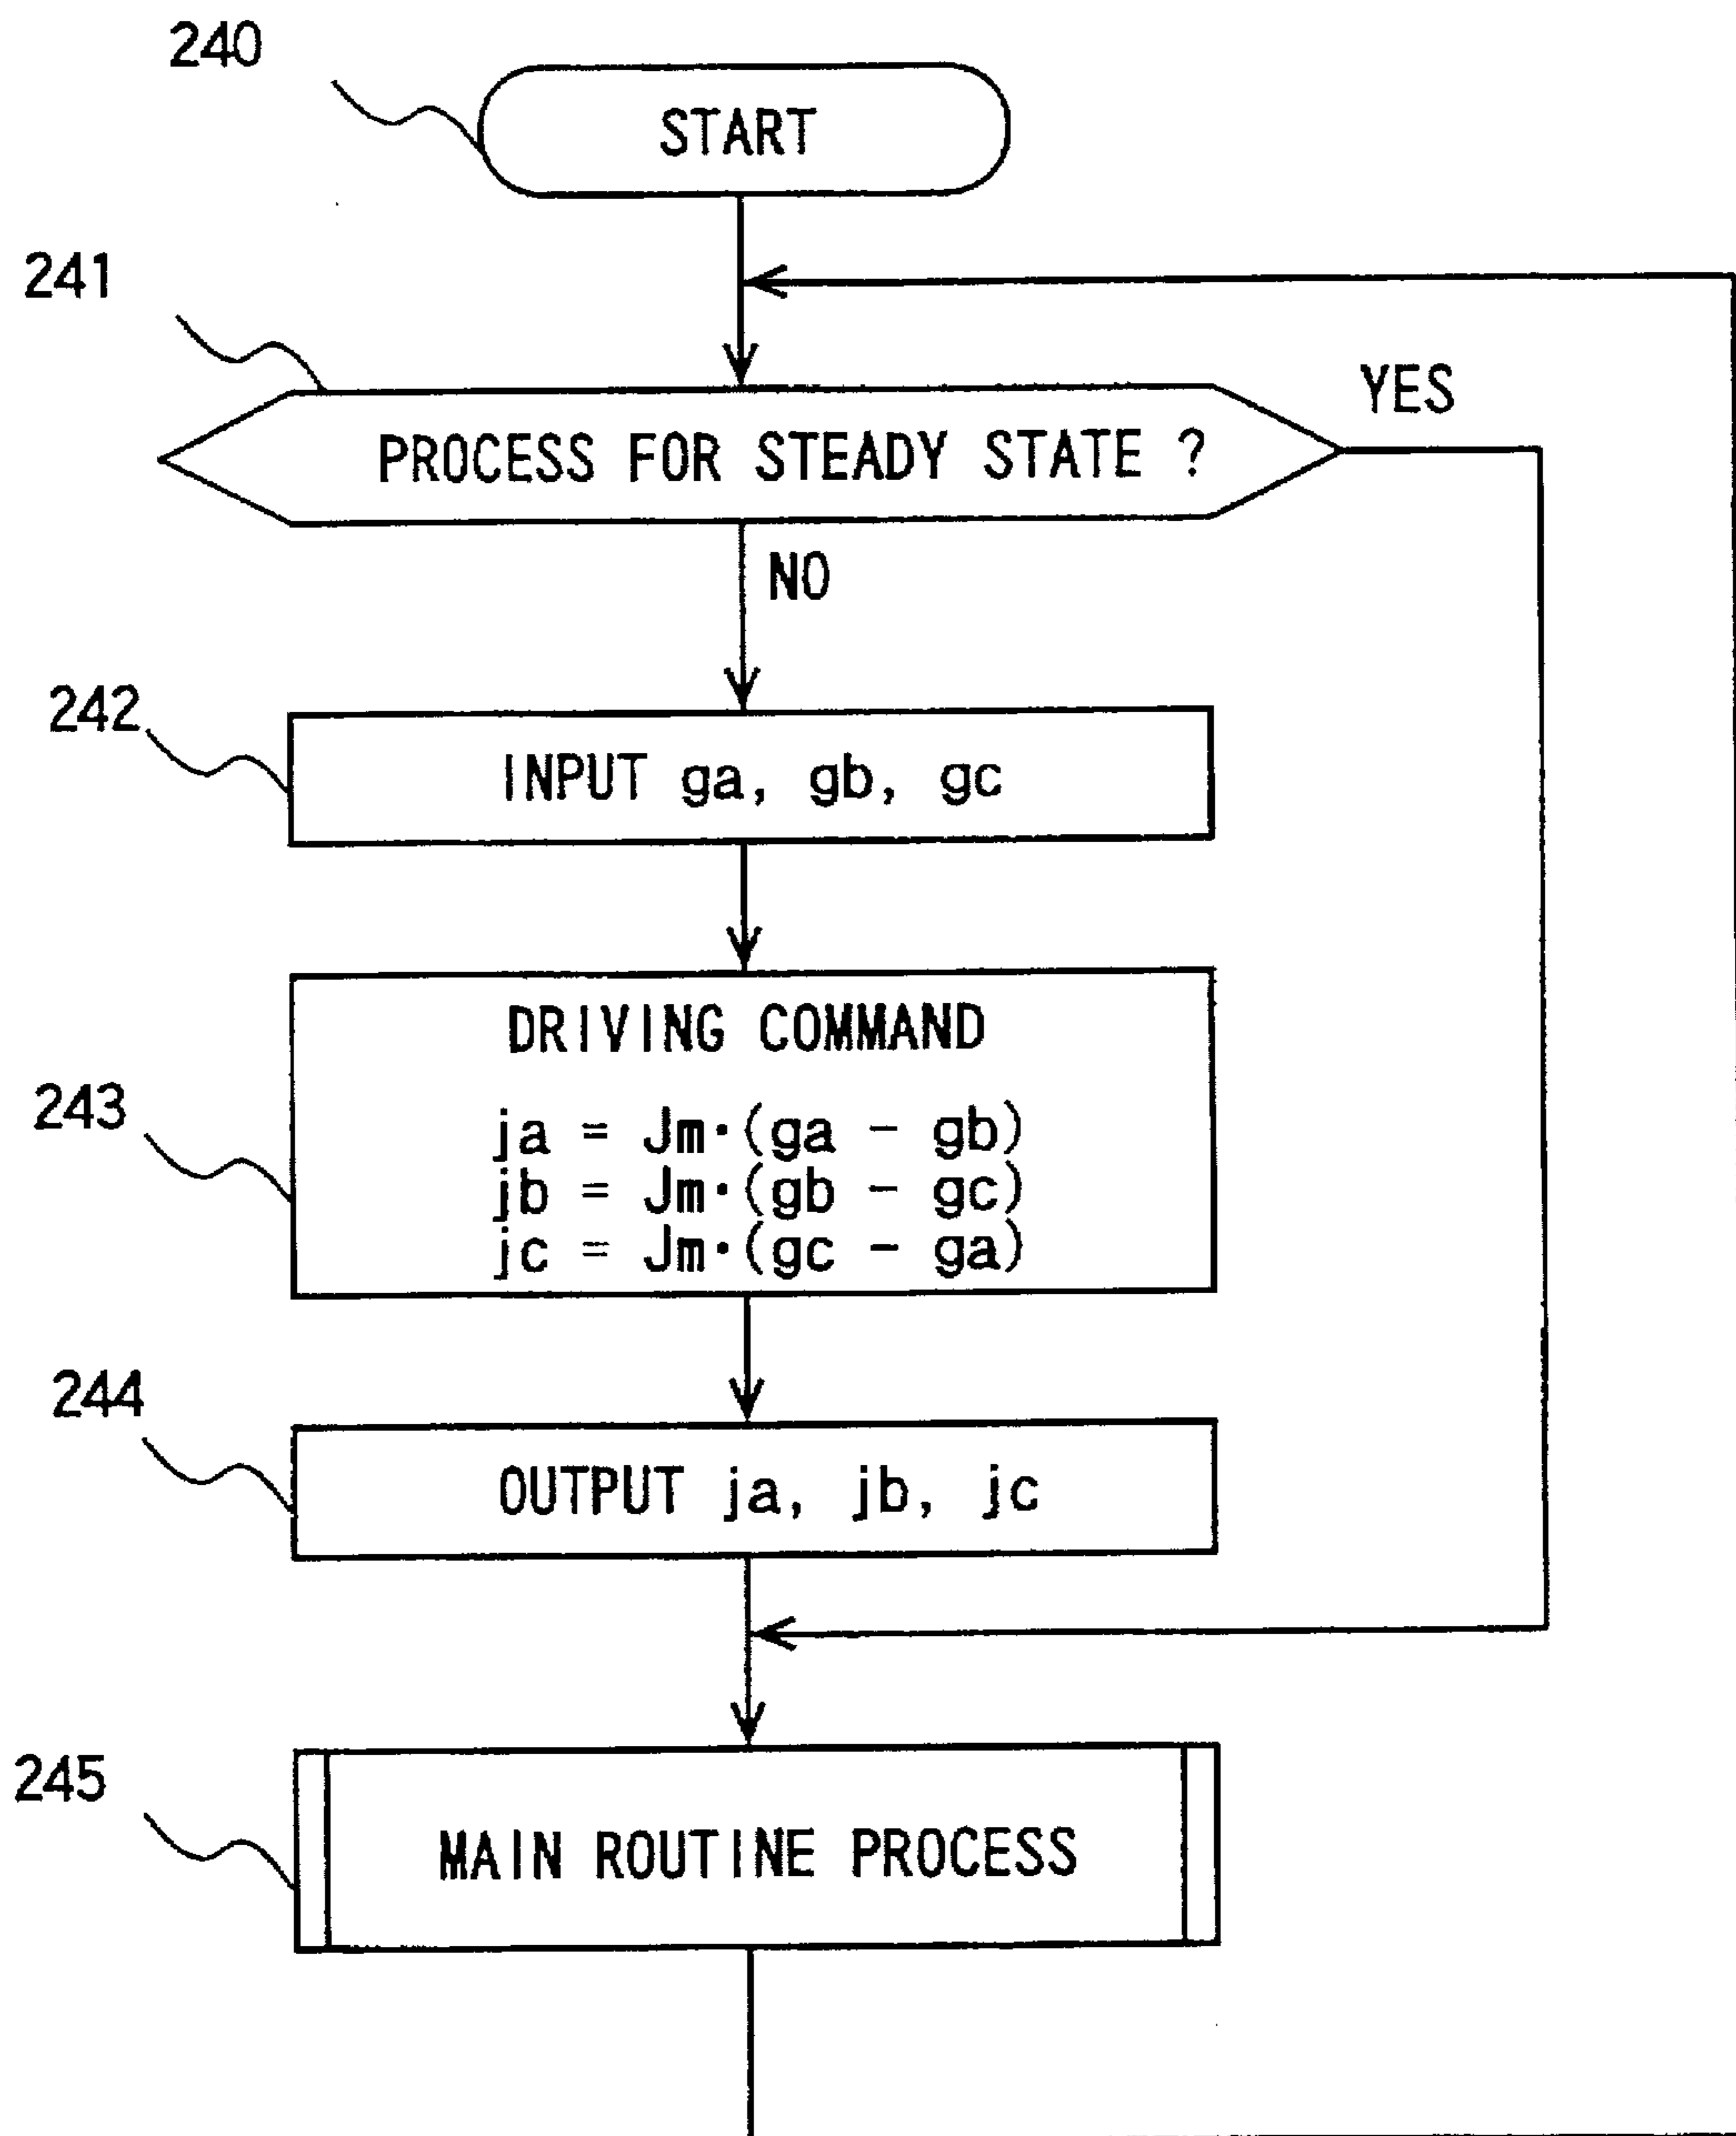 240
START
241
YES
PROCESS FOR STEADY STATE ?
NO
242
INPUT ga, gb, gc
DRIVING COMMAND
243
ja = Jm·(ga - gb)
jb = Jm·(gb - gc)
jc = Jm·(gc - ga)
244
OUTPUT ja, jb, jc
245
MAIN ROUTINE PROCESS